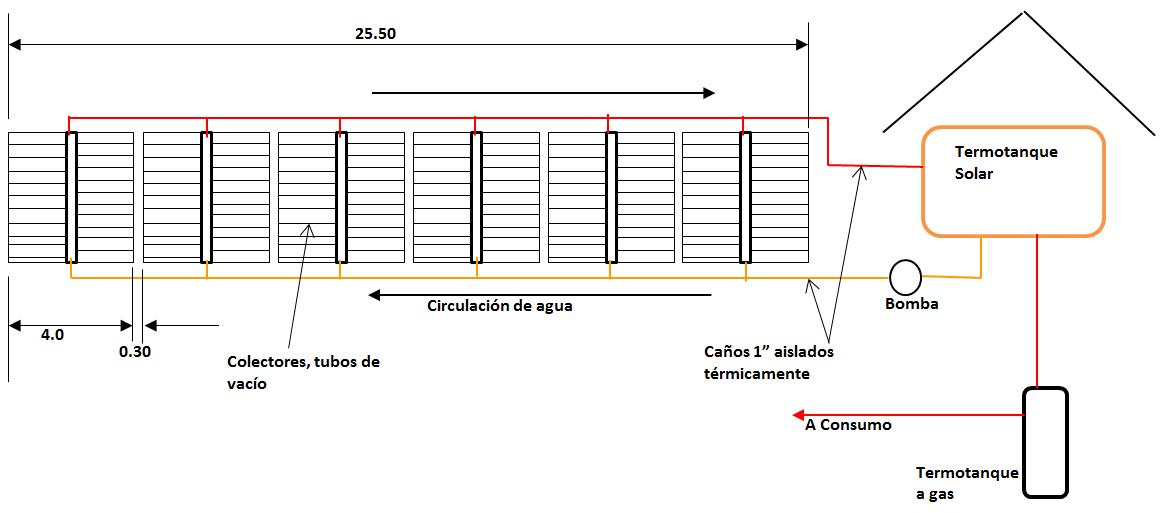 25.50
Termotanque
Solar
Bomba
Circulación de agua
4.0
0.30
Colectores, tubos de
vacío
Caños 1” aislados
térmicamente
A Consumo
Termotanque
a gas